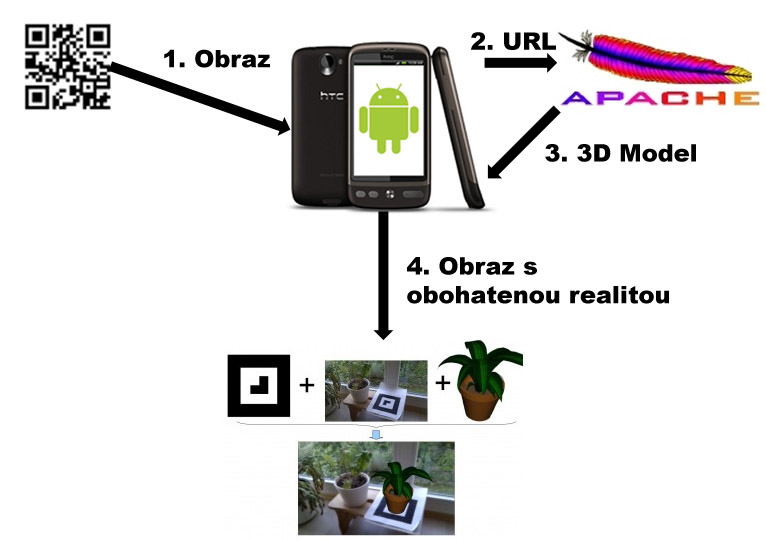 1. Obraz
2. URL
hTC
APACHE
3. 3D Model
4. Obraz s
obohatenou realitou
+
+